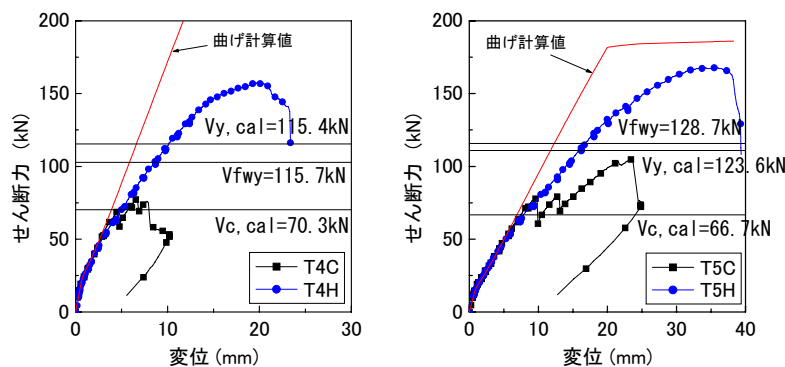 200
150
100
50
0
せん断力 (kN)
曲げ計算値
Vy, cal=115.4kN
Vfwy=115.7kN
Vc, cal=70.3kN
T4C
T4H
0
10
20
30
変位 (mm)
200
150
100
50
0
せん断力 (kN)
曲げ計算値
Vfwy=128.7kN
Vy, cal=123.6kN
Vc, cal=66.7kN
T5C
T5H
0
10
20
30
40
変位 (mm)